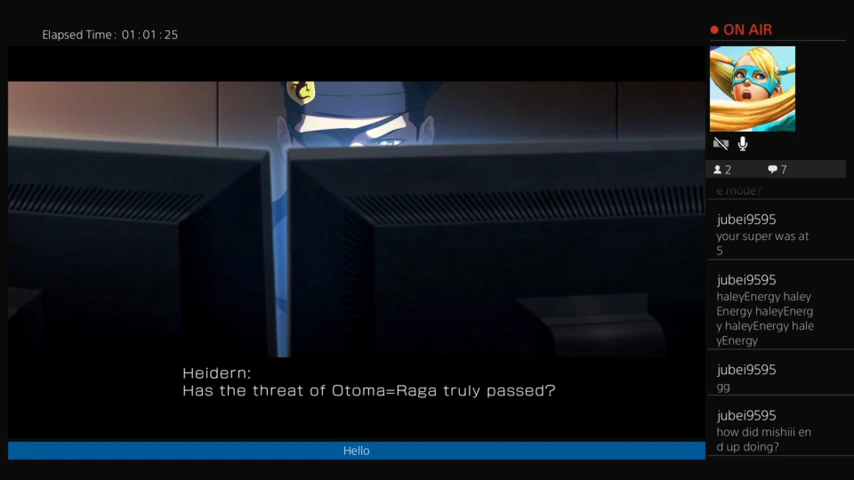 Elapsed Time: 01:01:25
ON AIR
2
7
e mode?
jubei9595
your super was at
5
jubei9595
haleyEnergy haley
Energy haleyEnerg
y haleyEnergy hale
yEnergy
jubei9595
gg
jubei9595
how did mishiii en
d up doing?
Heidern:
Has the threat of Otoma=Raga truly passed?
Hello